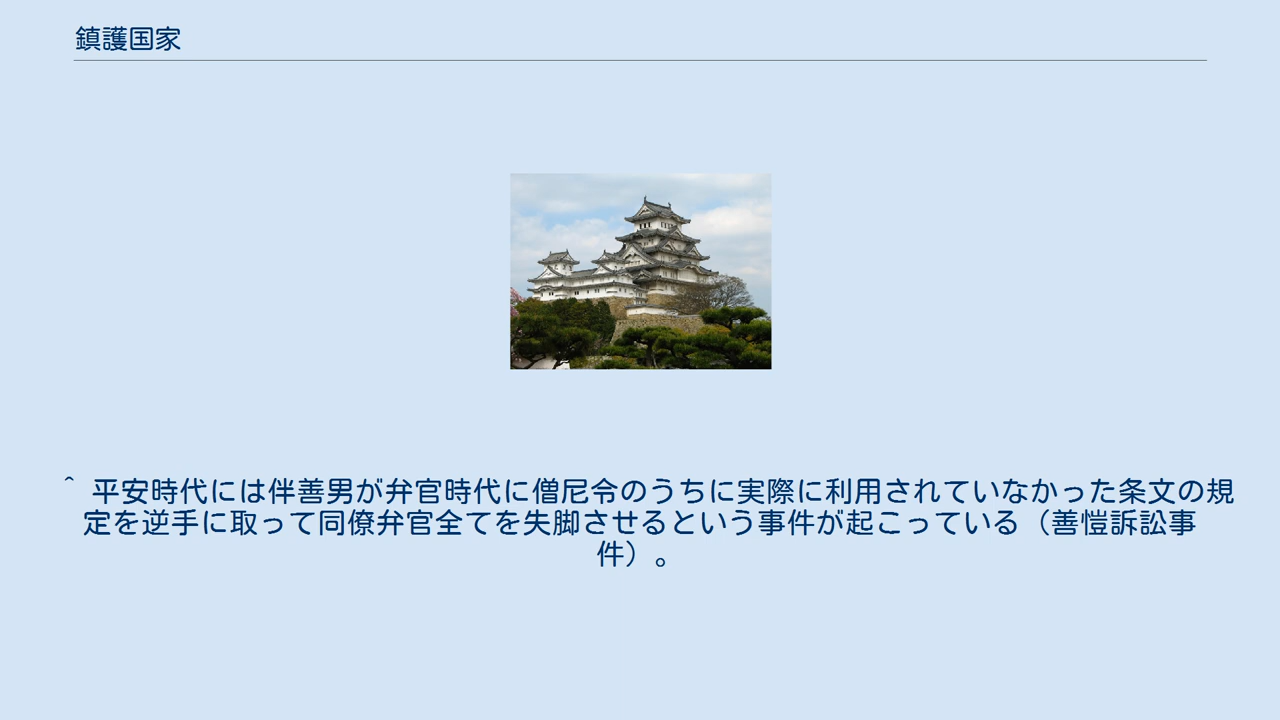 鎮護国家
^ 平安時代には伴善男が弁官時代に僧尼令のうちに実際に利用されていなかった条文の規
定を逆手に取って同僚弁官全てを失脚させるという事件が起こっている（善愷訴訟事
件）。